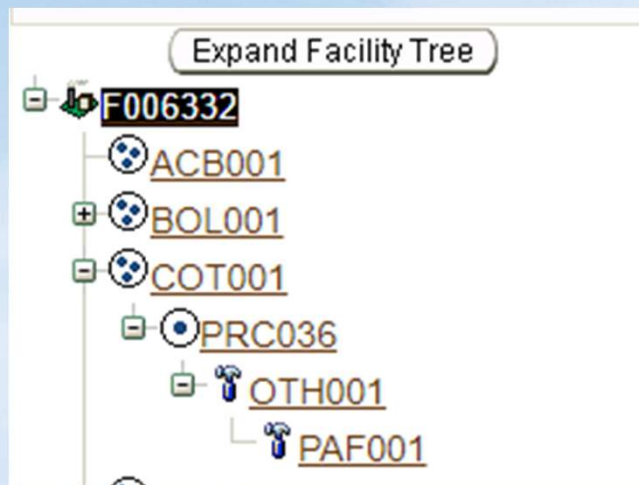 Expand Facility Tree
F006332
ACB001
BOL001
COT001
PRC036
OTH001
PAF001